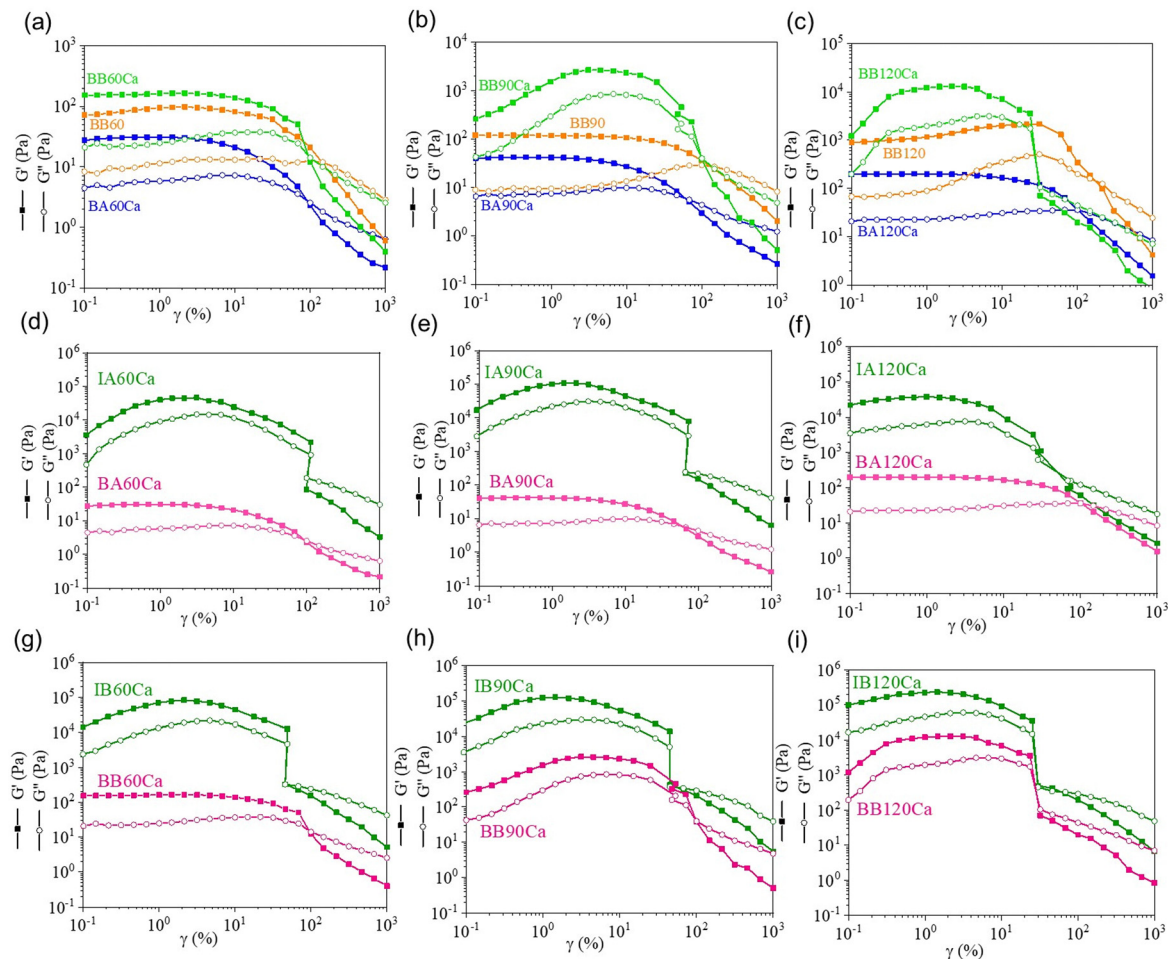 (a)
10³
10²
10¹
10⁰
10⁻¹
G' (Pa)
G" (Pa)
BB60Ca
BB60
BA60Ca
10⁻¹ 10⁰ 10¹ 10² 10³
γ (%)
(b)
10⁴
10³
10²
10¹
10⁰
10⁻¹
G' (Pa)
G" (Pa)
BB90Ca
BB90
BA90Ca
10⁻¹ 10⁰ 10¹ 10² 10³
γ (%)
(c)
10⁵
10⁴
10³
10²
10¹
10⁰
G' (Pa)
G" (Pa)
BB120Ca
BB120
BA120Ca
10⁻¹ 10⁰ 10¹ 10² 10³
γ (%)
(d)
10⁶
10⁵
10⁴
10³
10²
10¹
10⁰
10⁻¹
G' (Pa)
G" (Pa)
IA60Ca
BA60Ca
10⁻¹ 10⁰ 10¹ 10² 10³
γ (%)
(e)
10⁶
10⁵
10⁴
10³
10²
10¹
10⁰
10⁻¹
G' (Pa)
G" (Pa)
IA90Ca
BA90Ca
10⁻¹ 10⁰ 10¹ 10² 10³
γ (%)
(f)
10⁶
10⁵
10⁴
10³
10²
10¹
10⁰
10⁻¹
G' (Pa)
G" (Pa)
IA120Ca
BA120Ca
10⁻¹ 10⁰ 10¹ 10² 10³
γ (%)
(g)
10⁶
10⁵
10⁴
10³
10²
10¹
10⁰
10⁻¹
G' (Pa)
G" (Pa)
IB60Ca
BB60Ca
10⁻¹ 10⁰ 10¹ 10² 10³
γ (%)
(h)
10⁶
10⁵
10⁴
10³
10²
10¹
10⁰
10⁻¹
G' (Pa)
G" (Pa)
IB90Ca
BB90Ca
10⁻¹ 10⁰ 10¹ 10² 10³
γ (%)
(i)
10⁶
10⁵
10⁴
10³
10²
10¹
10⁰
10⁻¹
G' (Pa)
G" (Pa)
IB120Ca
BB120Ca
10⁻¹ 10⁰ 10¹ 10² 10³
γ (%)